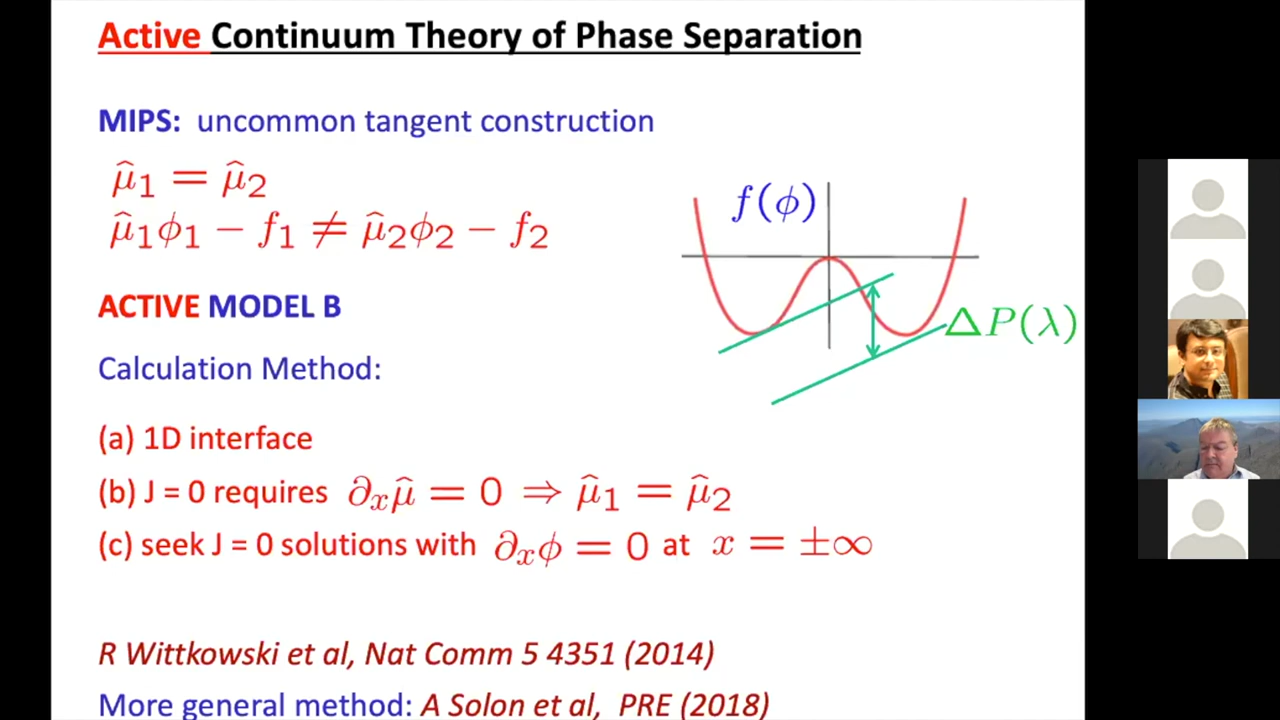 Active Continuum Theory of Phase Separation
MIPS: uncommon tangent construction
μ̂₁ = μ̂₂
μ̂₁ϕ₁ − f₁ ≠ μ̂₂ϕ₂ − f₂
f(ϕ)
ΔP(λ)
ACTIVE MODEL B
Calculation Method:
(a) 1D interface
(b) J = 0 requires ∂ₓμ̂ = 0 ⇒ μ̂₁ = μ̂₂
(c) seek J = 0 solutions with ∂ₓϕ = 0 at x = ±∞
R Wittkowski et al, Nat Comm 5 4351 (2014)
More general method: A Solon et al, PRE (2018)